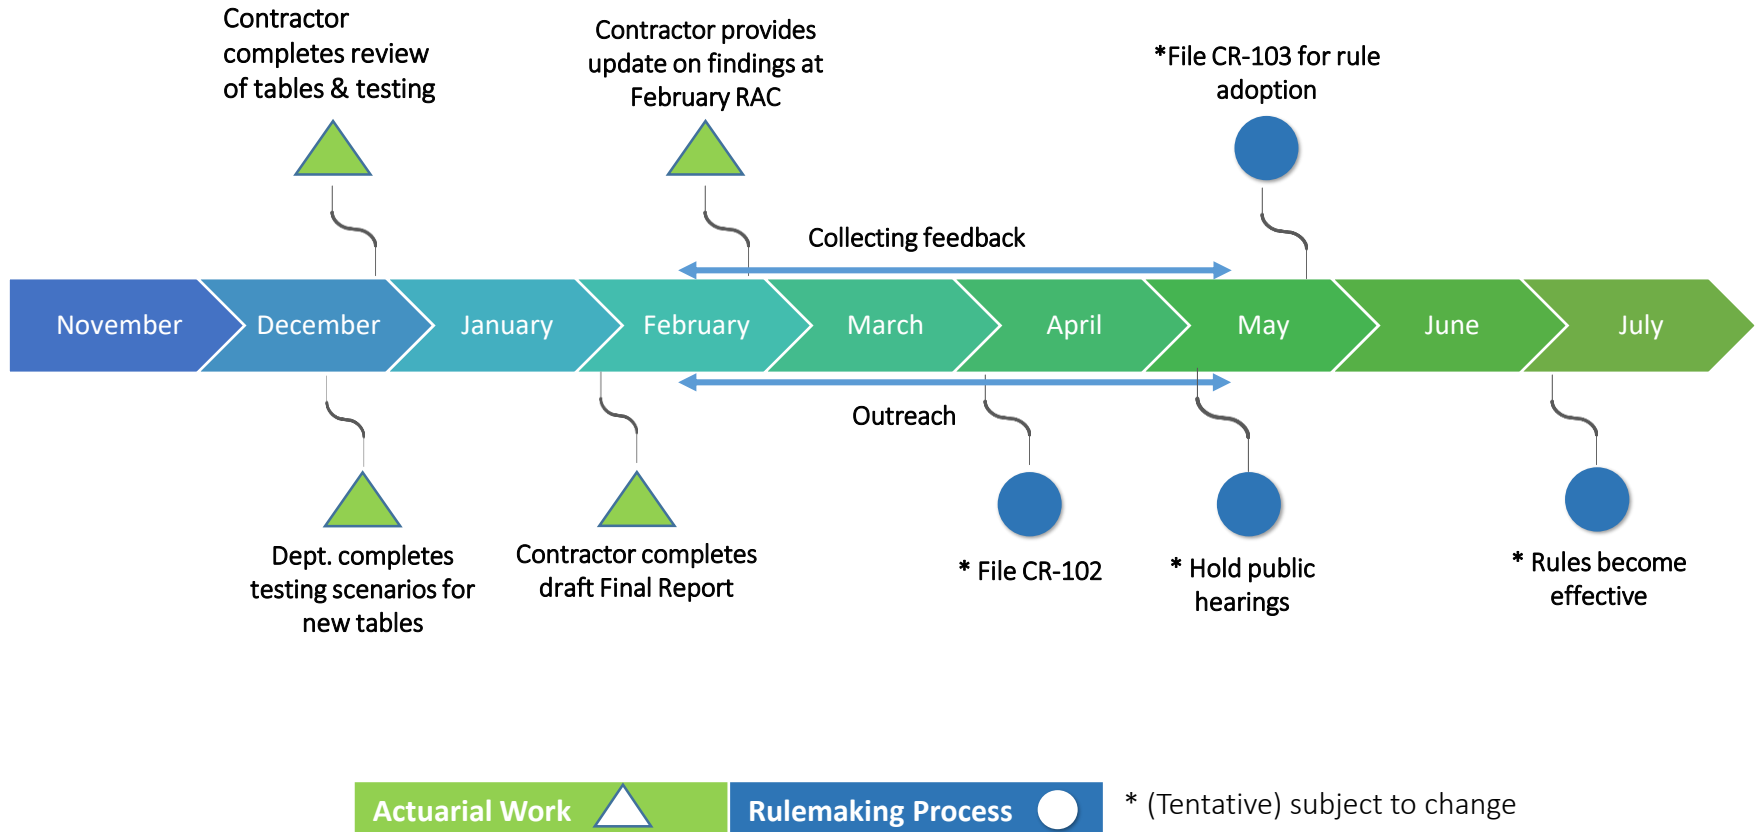 Contractor
completes review
of tables & testing
Contractor provides
update on findings at
February RAC
*File CR-103 for rule
adoption
Collecting feedback
November
December
January
February
March
April
May
June
July
Outreach
Dept. completes
testing scenarios for
new tables
Contractor completes
draft Final Report
* File CR-102
* Hold public
hearings
* Rules become
effective
Actuarial Work
Rulemaking Process
* (Tentative) subject to change